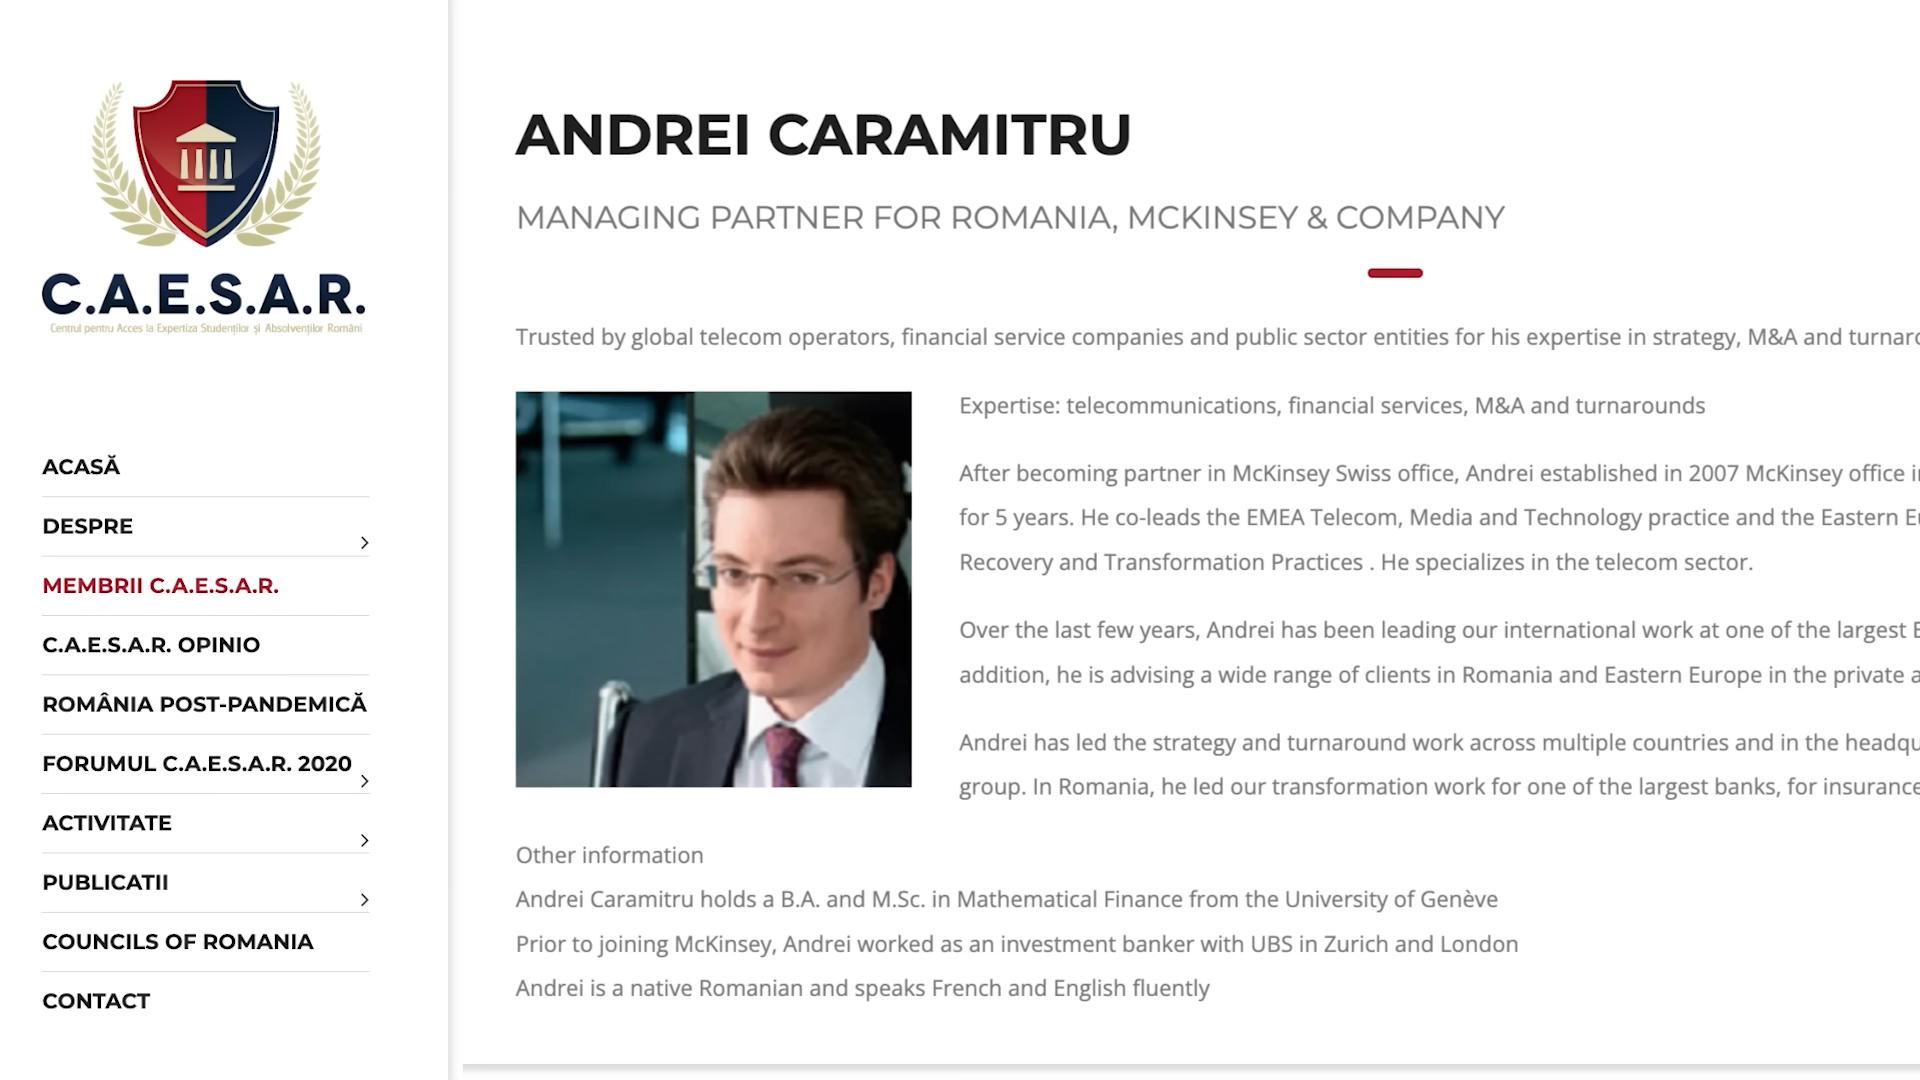 C.A.E.S.A.R.
Centrul pentru Acces la Expertiza Studenților și Absolvenților Români
ACASĂ
DESPRE
MEMBRII C.A.E.S.A.R.
C.A.E.S.A.R. OPINIO
ROMÂNIA POST-PANDEMICĂ
FORUMUL C.A.E.S.A.R. 2020
ACTIVITATE
PUBLICATII
COUNCILS OF ROMANIA
CONTACT
ANDREI CARAMITRU
MANAGING PARTNER FOR ROMANIA, MCKINSEY & COMPANY
Trusted by global telecom operators, financial service companies and public sector entities for his expertise in strategy, M&A and
Expertise: telecommunications, financial services, M&A and turnarounds
After becoming partner in McKinsey Swiss office, Andrei established in 2007 McKinsey office
for 5 years. He co-leads the EMEA Telecom, Media and Technology practice and the Eastern
Recovery and Transformation Practices . He specializes in the telecom sector.
Over the last few years, Andrei has been leading our international work at one of the largest
addition, he is advising a wide range of clients in Romania and Eastern Europe in the private
Andrei has led the strategy and turnaround work across multiple countries and in the
group. In Romania, he led our transformation work for one of the largest banks, for insurance
Other information
Andrei Caramitru holds a B.A. and M.Sc. in Mathematical Finance from the University of Genève
Prior to joining McKinsey, Andrei worked as an investment banker with UBS in Zurich and London
Andrei is a native Romanian and speaks French and English fluently